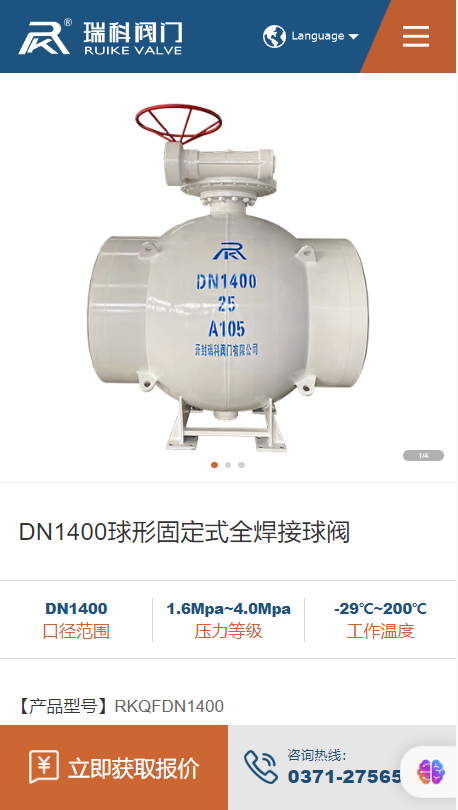 瑞科阀门
RUIKE VALVE
®
Language
DN1400
25
A105
开封瑞科阀门有限公司
1/4
DN1400球形固定式全焊接球阀
DN1400
口径范围
1.6Mpa~4.0Mpa
压力等级
-29℃~200℃
工作温度
【产品型号】RKQFDN1400
立即获取报价
咨询热线：
0371-27565